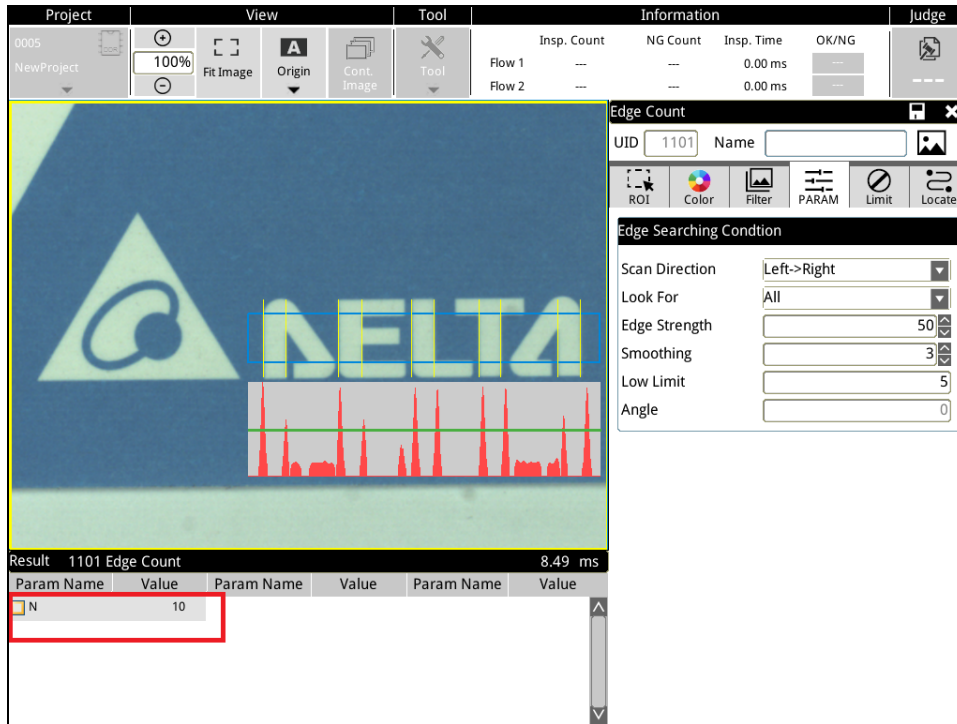 Project View Tool Information Judge
0005
NewProject
100%
Fit Image
A
Origin
Cont.
Image
Tool
Insp. Count NG Count Insp. Time OK/NG
Flow 1 --- --- 0.00 ms ---
Flow 2 --- --- 0.00 ms ---
---
DELTA
Edge Count
UID 1101 Name
ROI Color Filter PARAM Limit Locate
Edge Searching Condtion
Scan Direction Left->Right
Look For All
Edge Strength 50
Smoothing 3
Low Limit 5
Angle 0
Result 1101 Edge Count 8.49 ms
Param Name Value Param Name Value Param Name Value
N 10